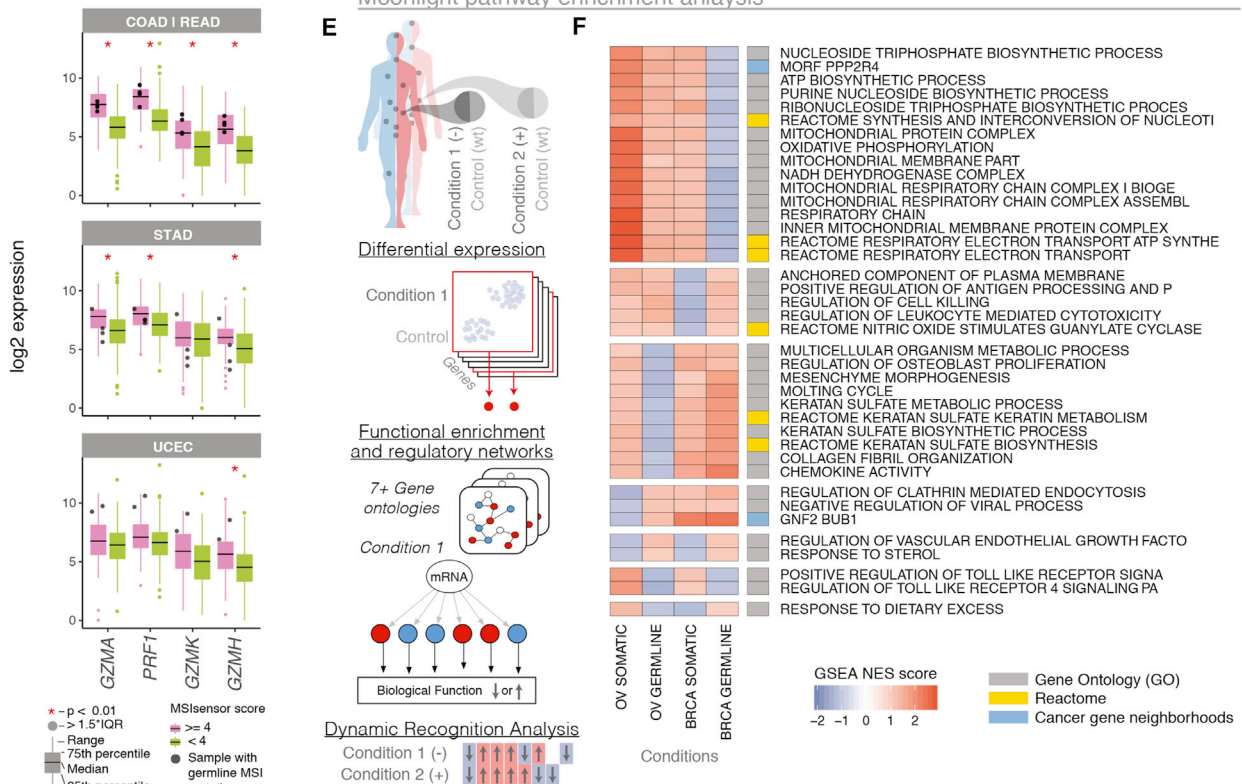 Moonlight pathway enrichment anlaysis
COAD | READ
10
5
0
STAD
10
5
0
UCEC
10
5
0
log2 expression
GZMA
PRF1
GZMK
GZMH
* - p < 0.01
> 1.5*IQR
Range
75th percentile
Median
25th percentile
MSIsensor score
>= 4
< 4
Sample with
germline MSI
E
Condition 1 (-)
Control (wt)
Condition 2 (+)
Control (wt)
Differential expression
Condition 1
Control
Genes
Functional enrichment
and regulatory networks
7+ Gene
ontologies
Condition 1
mRNA
Biological Function ↓ or ↑
Dynamic Recognition Analysis
Condition 1 (-)
Condition 2 (+)
F
NUCLEOSIDE TRIPHOSPHATE BIOSYNTHETIC PROCESS
MORF PPP2R4
ATP BIOSYNTHETIC PROCESS
PURINE NUCLEOSIDE BIOSYNTHETIC PROCESS
RIBONUCLEOSIDE TRIPHOSPHATE BIOSYNTHETIC PROCES
REACTOME SYNTHESIS AND INTERCONVERSION OF NUCLEOTI
MITOCHONDRIAL PROTEIN COMPLEX
OXIDATIVE PHOSPHORYLATION
MITOCHONDRIAL MEMBRANE PART
NADH DEHYDROGENASE COMPLEX
MITOCHONDRIAL RESPIRATORY CHAIN COMPLEX I BIOGE
MITOCHONDRIAL RESPIRATORY CHAIN COMPLEX ASSEMBL
RESPIRATORY CHAIN
INNER MITOCHONDRIAL MEMBRANE PROTEIN COMPLEX
REACTOME RESPIRATORY ELECTRON TRANSPORT ATP SYNTHE
REACTOME RESPIRATORY ELECTRON TRANSPORT
ANCHORED COMPONENT OF PLASMA MEMBRANE
POSITIVE REGULATION OF ANTIGEN PROCESSING AND P
REGULATION OF CELL KILLING
REGULATION OF LEUKOCYTE MEDIATED CYTOTOXICITY
REACTOME NITRIC OXIDE STIMULATES GUANYLATE CYCLASE
MULTICELLULAR ORGANISM METABOLIC PROCESS
REGULATION OF OSTEOBLAST PROLIFERATION
MESENCHYME MORPHOGENESIS
MOLTING CYCLE
KERATAN SULFATE METABOLIC PROCESS
REACTOME KERATAN SULFATE KERATIN METABOLISM
KERATAN SULFATE BIOSYNTHETIC PROCESS
REACTOME KERATAN SULFATE BIOSYNTHESIS
COLLAGEN FIBRIL ORGANIZATION
CHEMOKINE ACTIVITY
REGULATION OF CLATHRIN MEDIATED ENDOCYTOSIS
NEGATIVE REGULATION OF VIRAL PROCESS
GNF2 BUB1
REGULATION OF VASCULAR ENDOTHELIAL GROWTH FACTO
RESPONSE TO STEROL
POSITIVE REGULATION OF TOLL LIKE RECEPTOR SIGNA
REGULATION OF TOLL LIKE RECEPTOR 4 SIGNALING PA
RESPONSE TO DIETARY EXCESS
OV SOMATIC
OV GERMLINE
BRCA SOMATIC
BRCA GERMLINE
Conditions
GSEA NES score
−2 −1 0 1 2
Gene Ontology (GO)
Reactome
Cancer gene neighborhoods